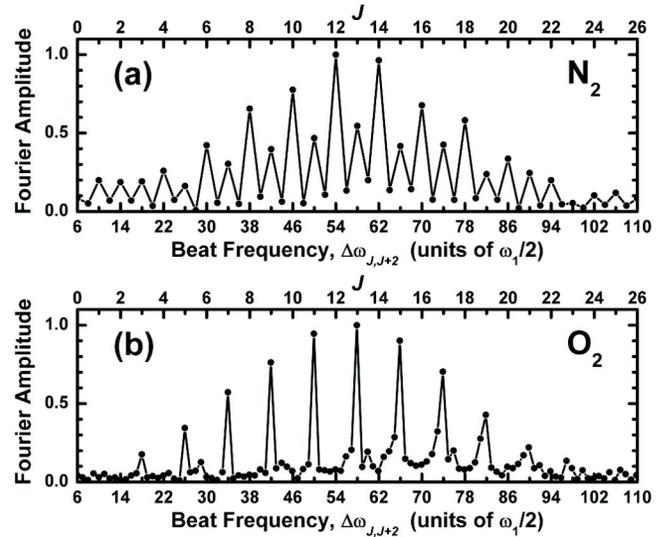 J
0 2 4 6 8 10 12 14 16 18 20 22 24 26
1.0
(a)
N2
0.5
0.0
Fourier Amplitude
6 14 22 30 38 46 54 62 70 78 86 94 102 110
Beat Frequency, ΔωJ,J+2 (units of ω1/2)
J
0 2 4 6 8 10 12 14 16 18 20 22 24 26
1.0
(b)
O2
0.5
0.0
Fourier Amplitude
6 14 22 30 38 46 54 62 70 78 86 94 102 110
Beat Frequency, ΔωJ,J+2 (units of ω1/2)